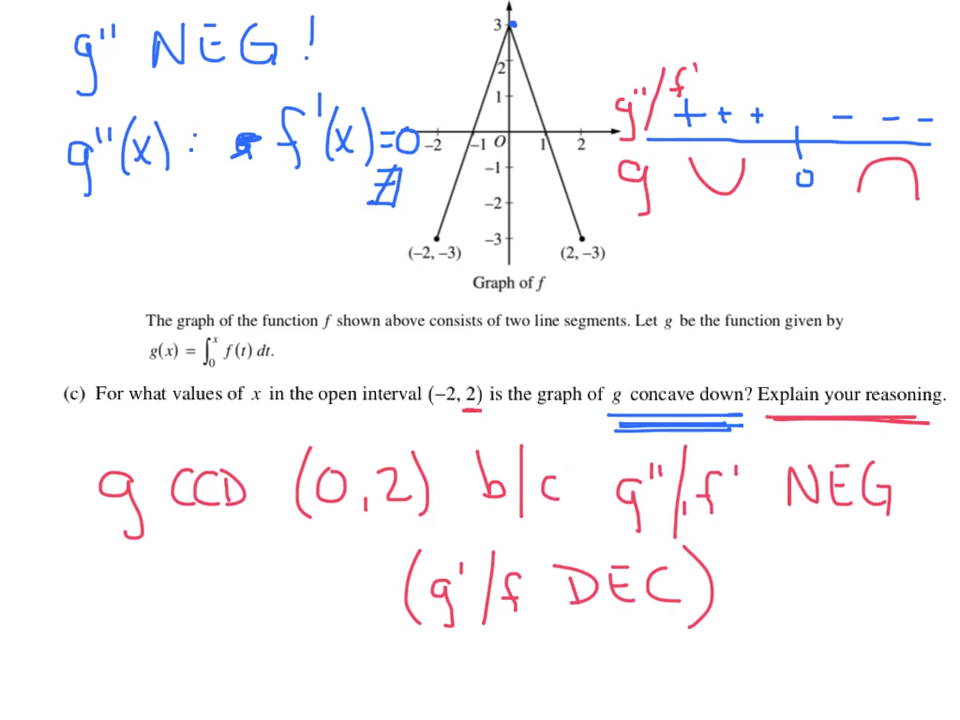 g" NEG!
g"(x): f'(x)=0
∄
3
2
1
-2 -1 O 1 2
-1
-2
-3
(-2, -3) (2, -3)
Graph of f
g"/f' + + + - - -
g 0
The graph of the function f shown above consists of two line segments. Let g be the function given by
g(x) = ∫₀ˣ f(t) dt.
(c) For what values of x in the open interval (−2, 2) is the graph of g concave down? Explain your reasoning.
g CCD (0,2) b/c g"/f' NEG
(g'/f DEC)